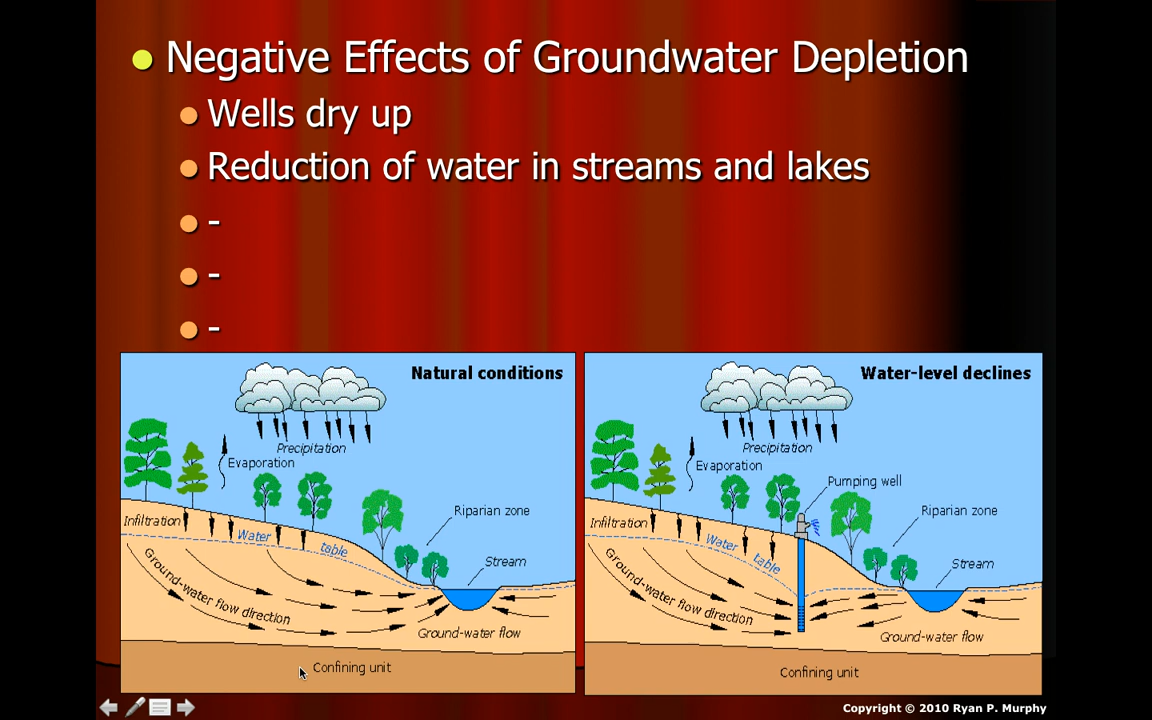 Negative Effects of Groundwater Depletion
Wells dry up
Reduction of water in streams and lakes
-
-
-
Natural conditions
Precipitation
Evaporation
Riparian zone
Infiltration
Water table
Stream
Ground-water flow direction
Ground-water flow
Confining unit
Water-level declines
Precipitation
Evaporation
Pumping well
Riparian zone
Infiltration
Water table
Stream
Ground-water flow direction
Ground-water flow
Confining unit
Copyright © 2010 Ryan P. Murphy